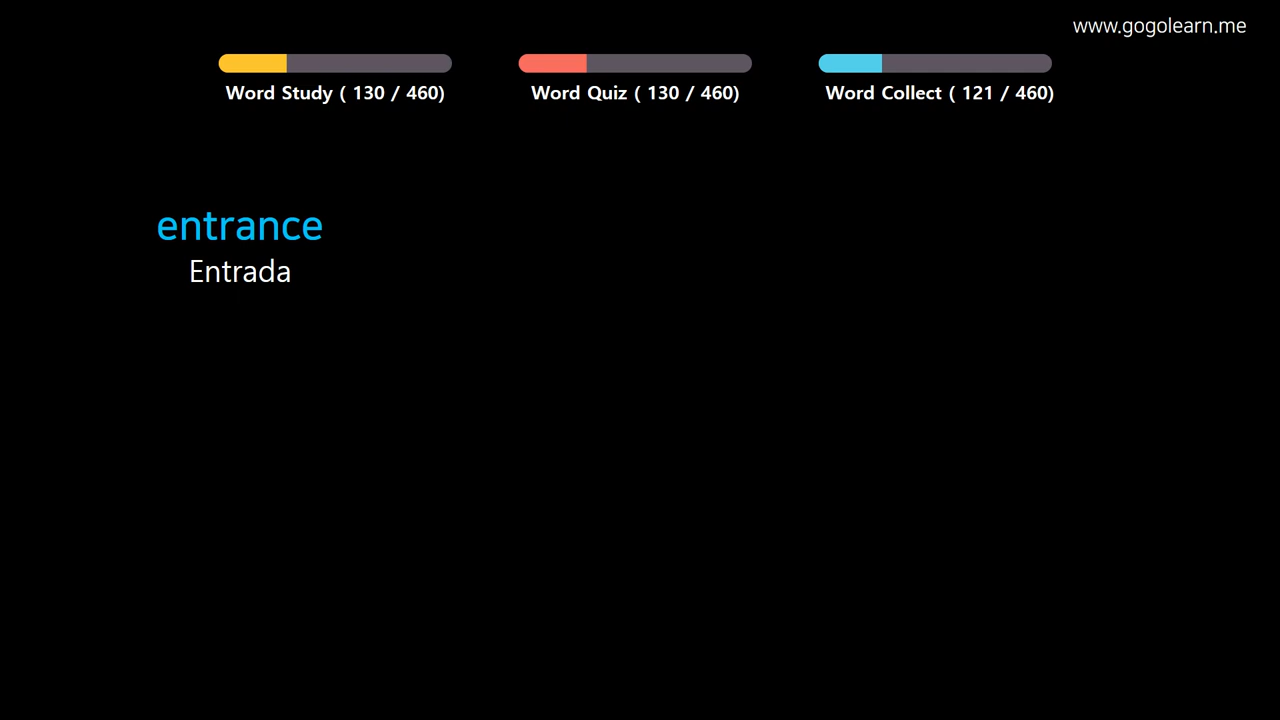 www.gogolearn.me
Word Study ( 130 / 460)
Word Quiz ( 130 / 460)
Word Collect ( 121 / 460)
entrance
Entrada